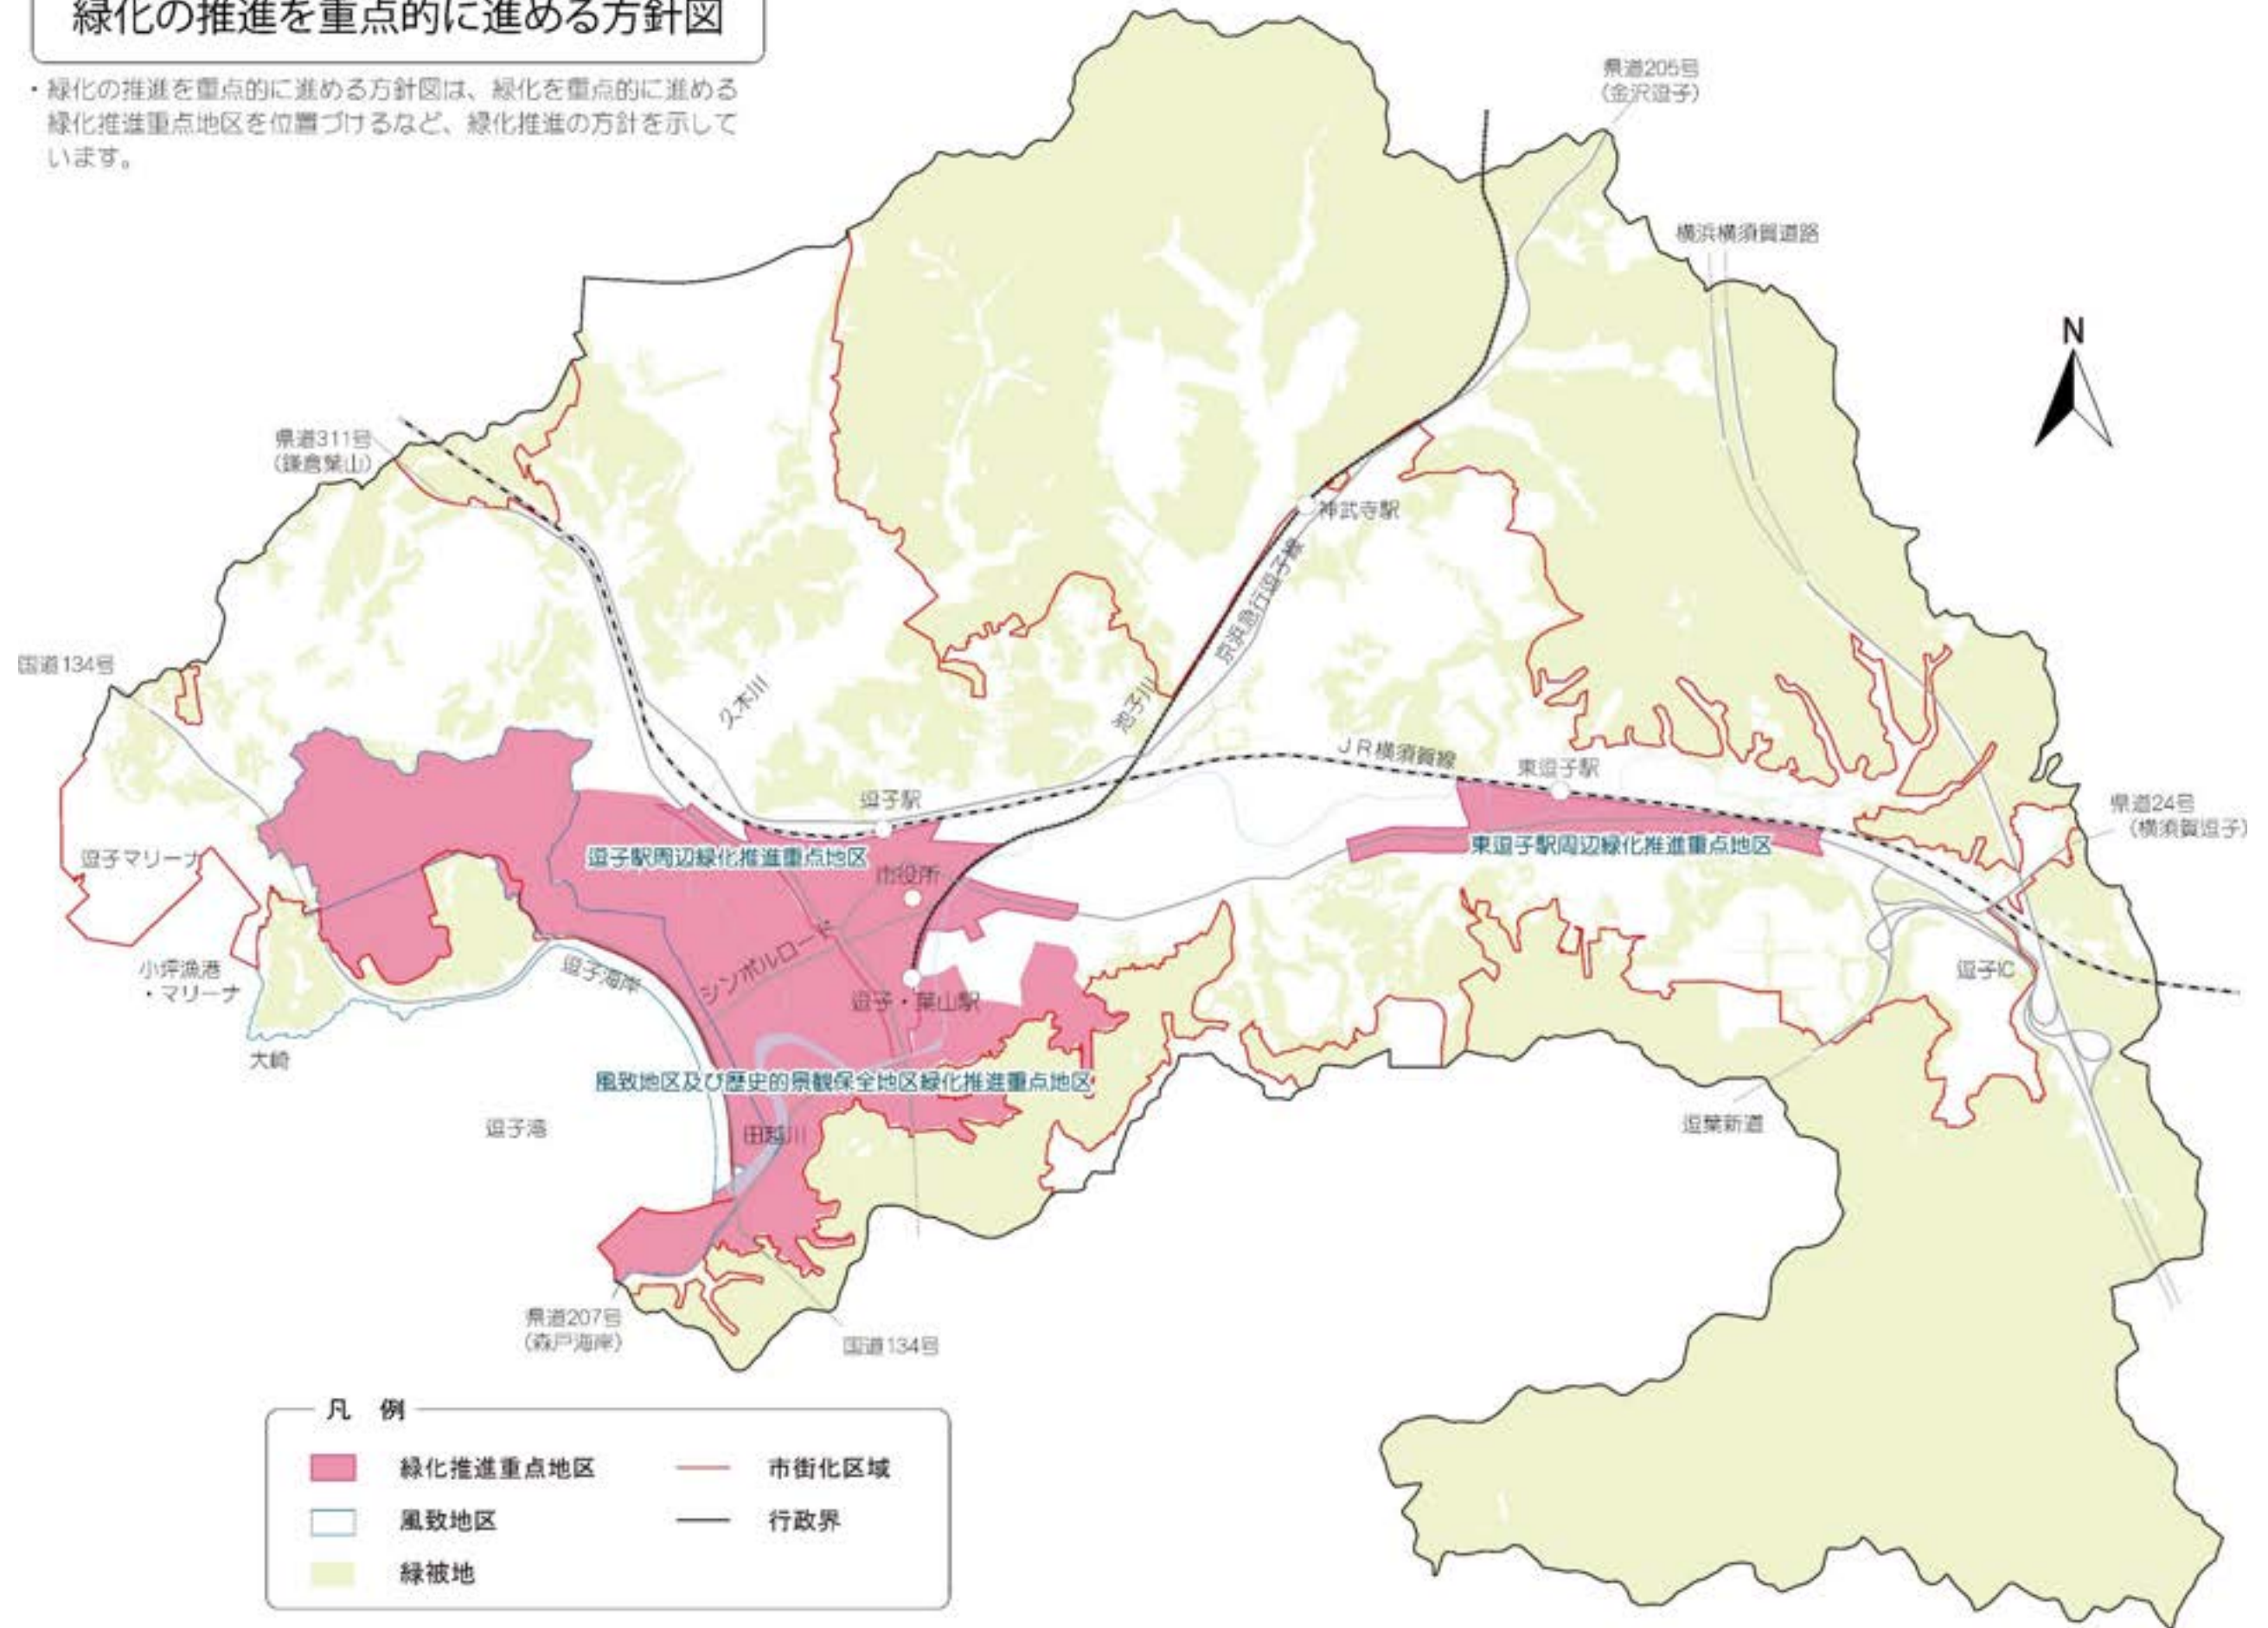 緑化の推進を重点的に進める方針図
・緑化の推進を重点的に進める方針図は、緑化を重点的に進める
緑化推進重点地区を位置づけるなど、緑化推進の方針を示して
います。
県道205号
（金沢逗子）
横浜横須賀道路
N
県道311号
（鎌倉葉山）
神武寺駅
京浜急行逗子線
国道134号
久木川
池子川
JR横須賀線
東逗子駅
逗子駅
県道24号
（横須賀逗子）
逗子マリーナ
逗子駅周辺緑化推進重点地区
東逗子駅周辺緑化推進重点地区
市役所
シンボルロード
逗子海岸
小坪漁港
・マリーナ
逗子IC
逗子・葉山駅
大崎
風致地区及び歴史的景観保全地区緑化推進重点地区
逗子湾
田越川
逗葉新道
県道207号
（森戸海岸）
国道134号
凡 例
緑化推進重点地区
市街化区域
風致地区
行政界
緑被地